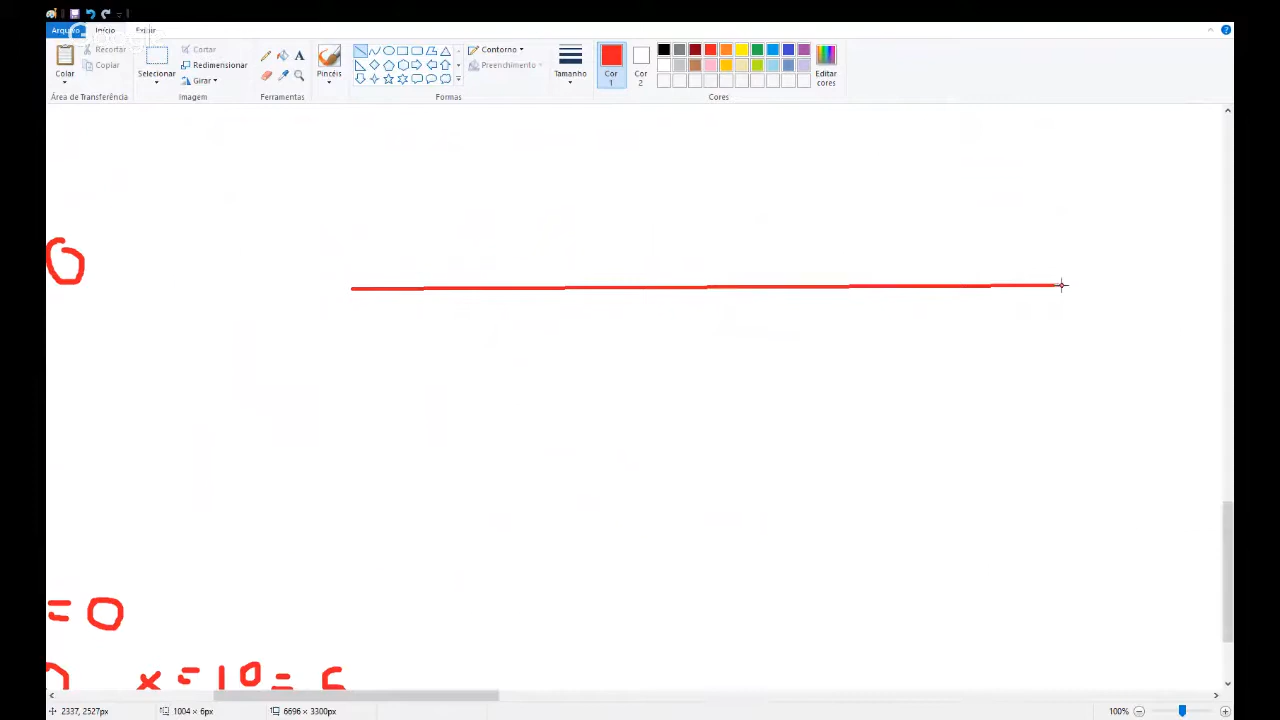 Arquivo Início Exibir
Colar
Recortar
Copiar
Área de Transferência
Selecionar
Cortar
Redimensionar
Girar
Imagem
A
Ferramentas
Pincéis
Contorno
Preenchimento
Formas
Tamanho
Cor 1
Cor 2
Editar cores
Cores
0
= 0
x = 10 =
2337, 2527px 1004 × 6px 6696 × 3300px 100%